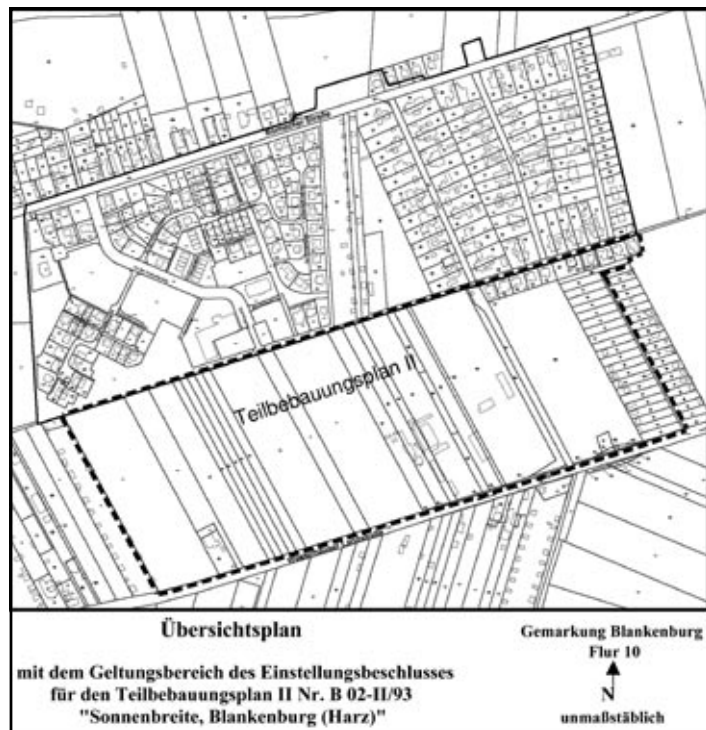 Teilbebauungsplan II
Übersichtsplan
mit dem Geltungsbereich des Einstellungsbeschlusses
für den Teilbebauungsplan II Nr. B 02-II/93
"Sonnenbreite, Blankenburg (Harz)"
Gemarkung Blankenburg
Flur 10
N
unmaßstäblich